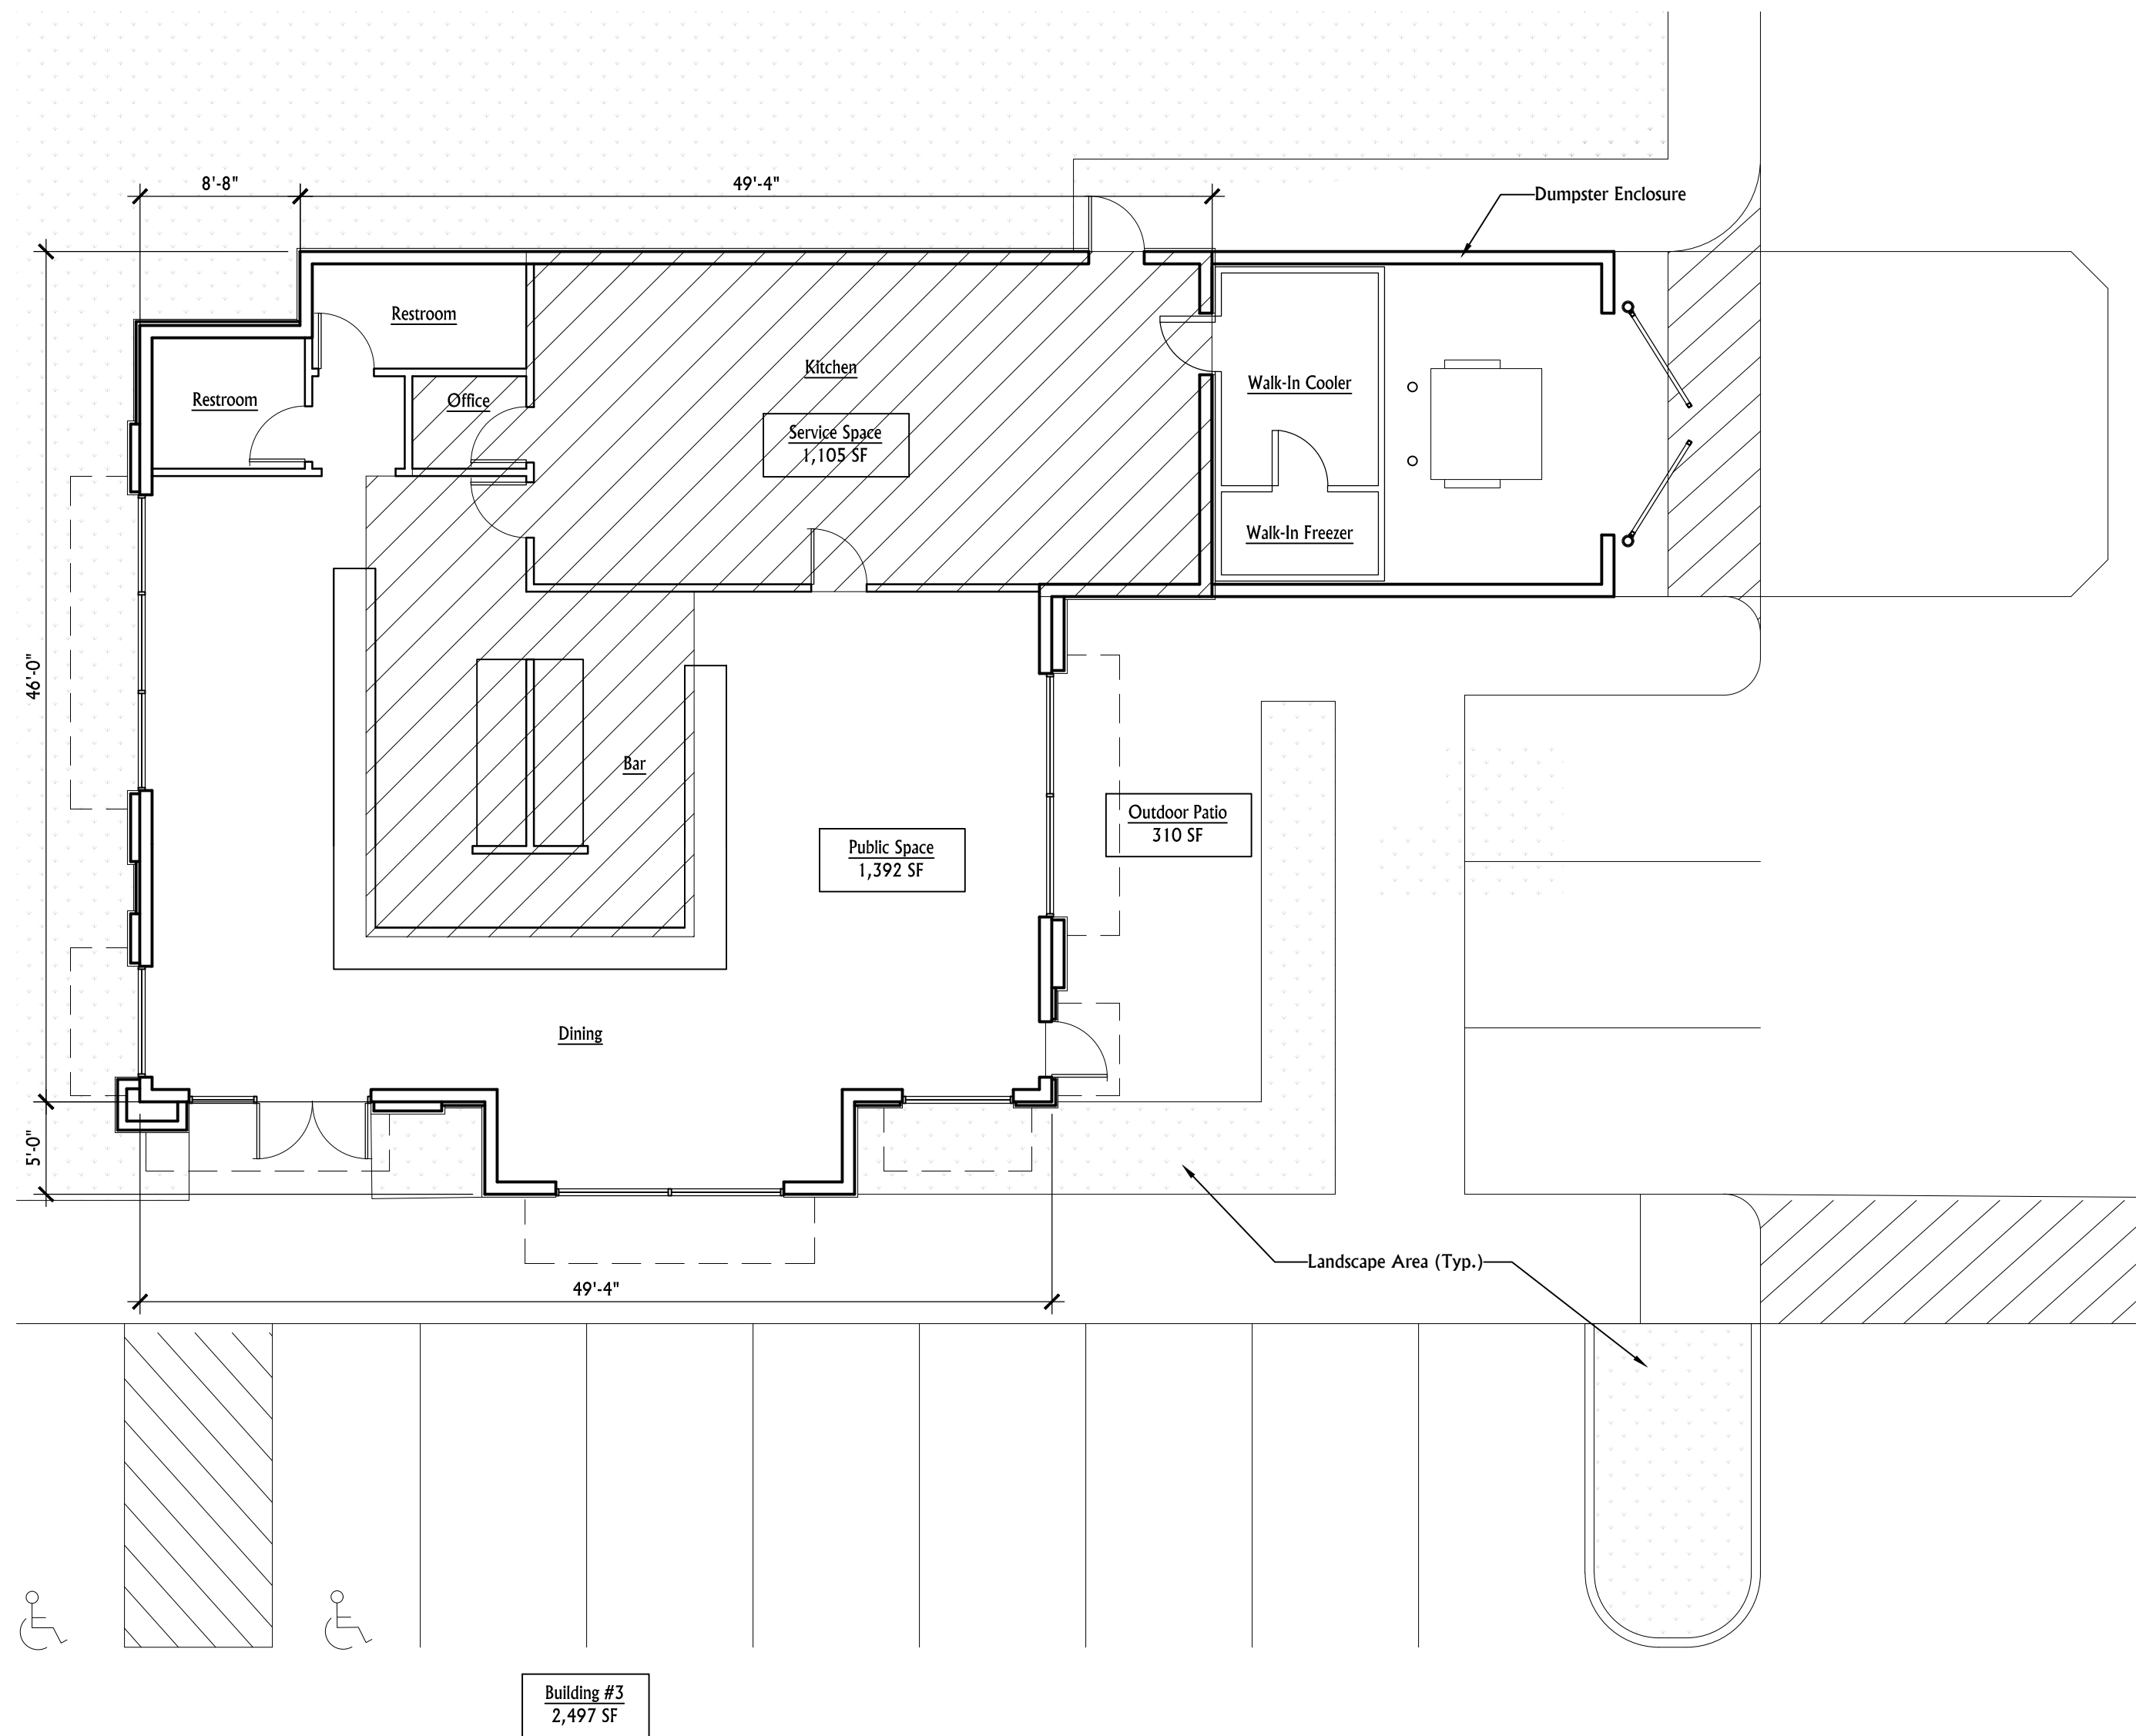 8'-8"
49'-4"
Dumpster Enclosure
Restroom
Kitchen
Restroom
Office
Walk-In Cooler
Service Space
1,105 SF
Walk-In Freezer
46'-0"
Bar
Outdoor Patio
310 SF
Public Space
1,392 SF
Dining
5'-0"
Landscape Area (Typ.)
49'-4"
Building #3
2,497 SF